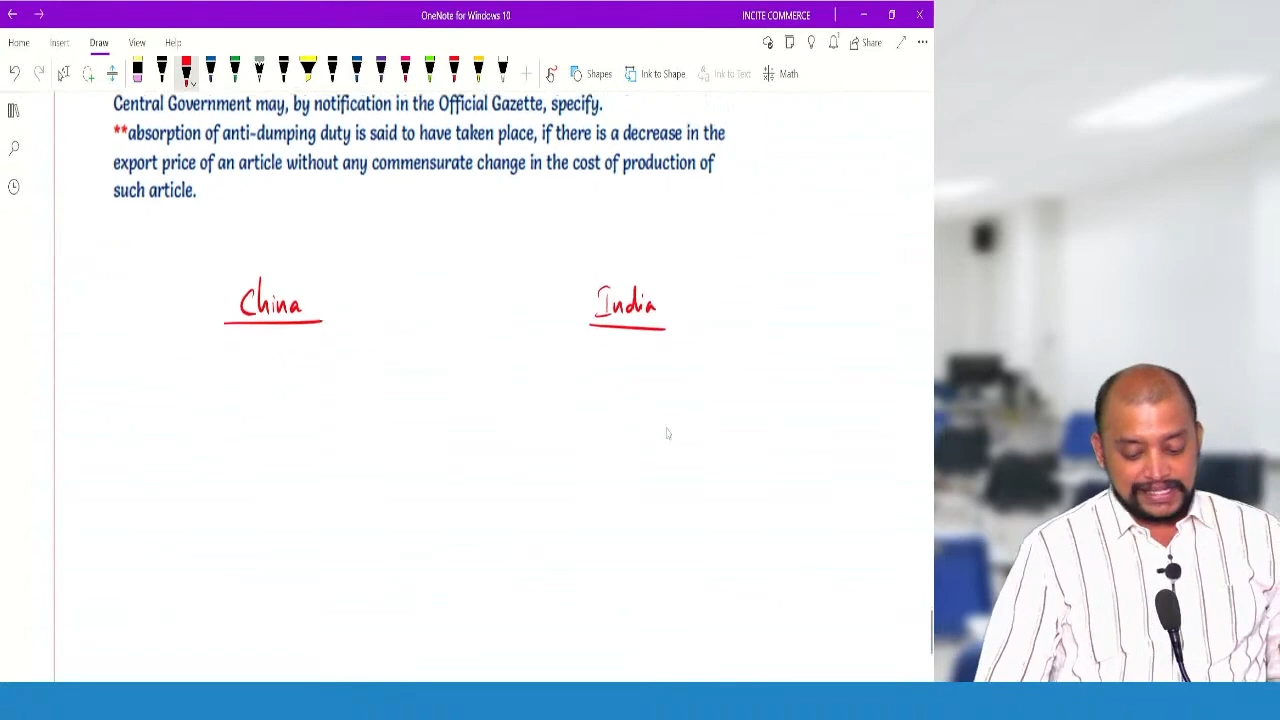 OneNote for Windows 10
INCITE COMMERCE
Home Insert Draw View Help
Share
Shapes
Ink to Shape
Ink to Text
Math
Central Government may, by notification in the Official Gazette, specify.
**absorption of anti-dumping duty is said to have taken place, if there is a decrease in the
export price of an article without any commensurate change in the cost of production of
such article.
China India